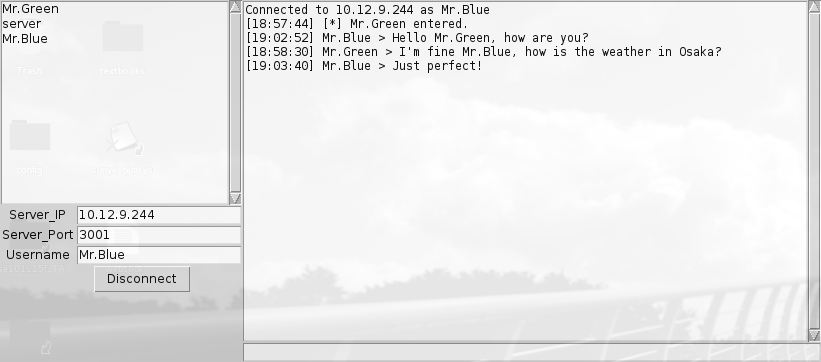 Mr.Green
server
Mr.Blue
Trash
textbooks
config
Server_IP 10.12.9.244
Server_Port 3001
Username Mr.Blue
Disconnect
Connected to 10.12.9.244 as Mr.Blue
[18:57:44] [*] Mr.Green entered.
[19:02:52] Mr.Blue > Hello Mr.Green, how are you?
[18:58:30] Mr.Green > I'm fine Mr.Blue, how is the weather in Osaka?
[19:03:40] Mr.Blue > Just perfect!